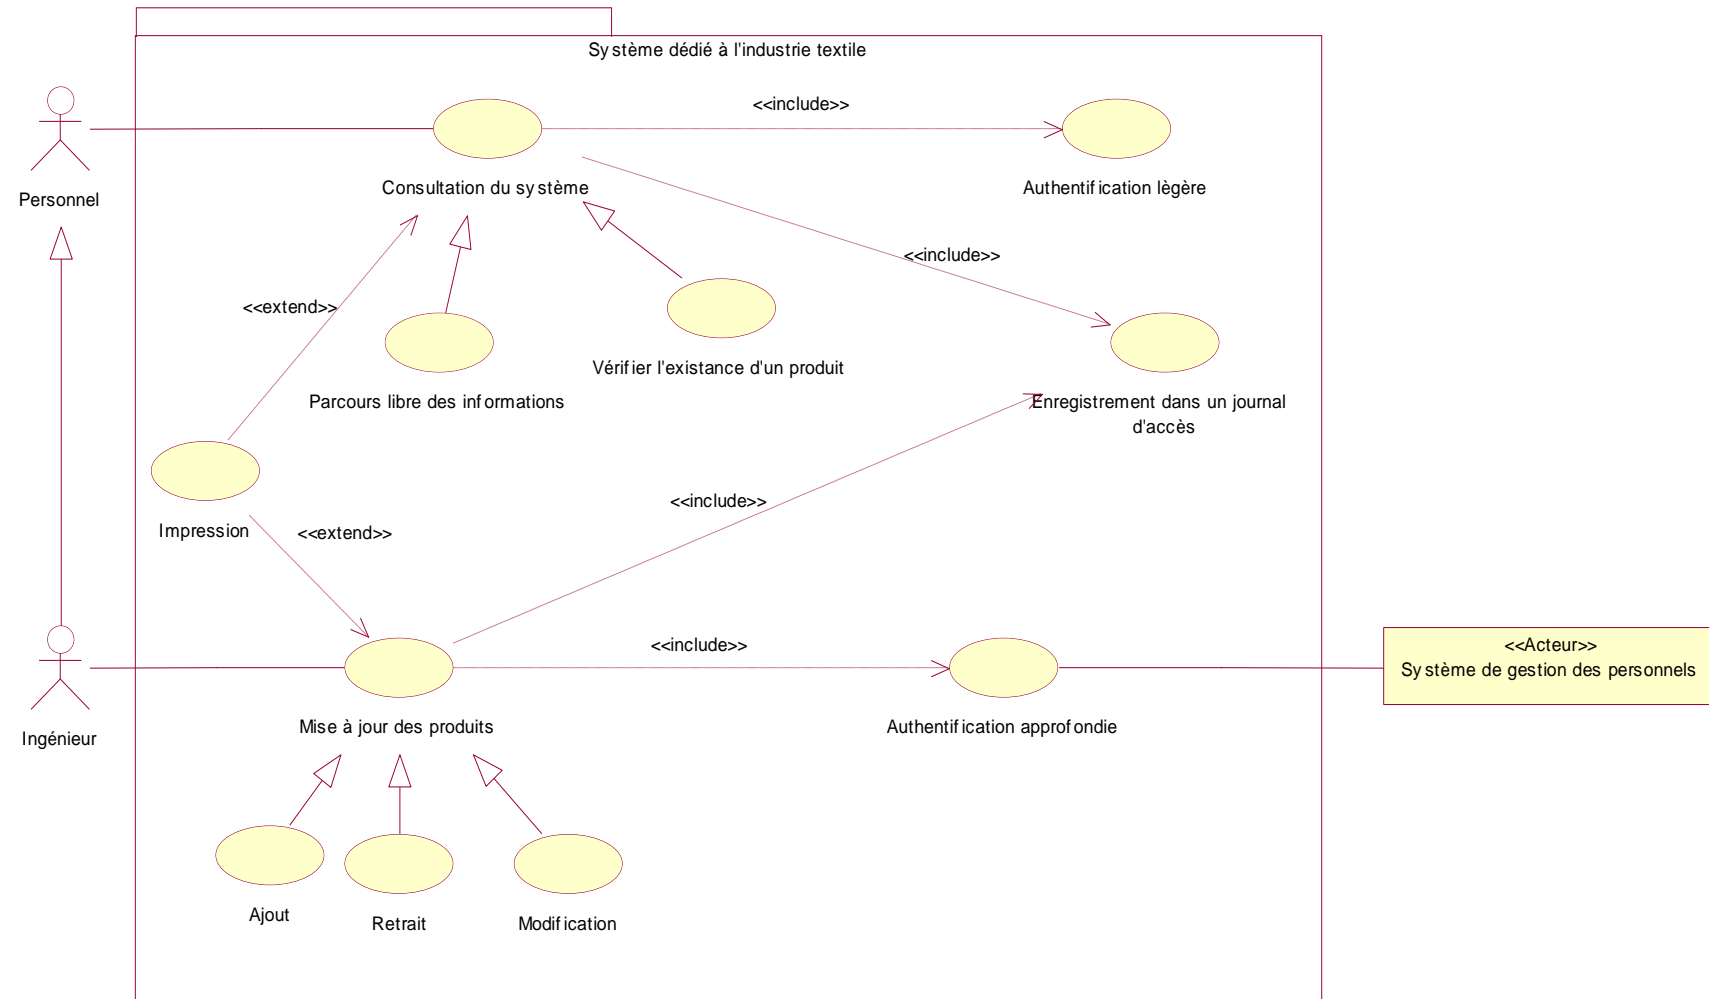 Système dédié à l'industrie textile
<<include>>
Personnel
Consultation du système
Authentification lègère
<<include>>
<<extend>>
Vérifier l'existance d'un produit
Parcours libre des informations
Enregistrement dans un journal
d'accès
<<include>>
Impression
<<extend>>
<<include>>
<<Acteur>>
Système de gestion des personnels
Ingénieur
Mise à jour des produits
Authentification approfondie
Ajout
Retrait
Modification